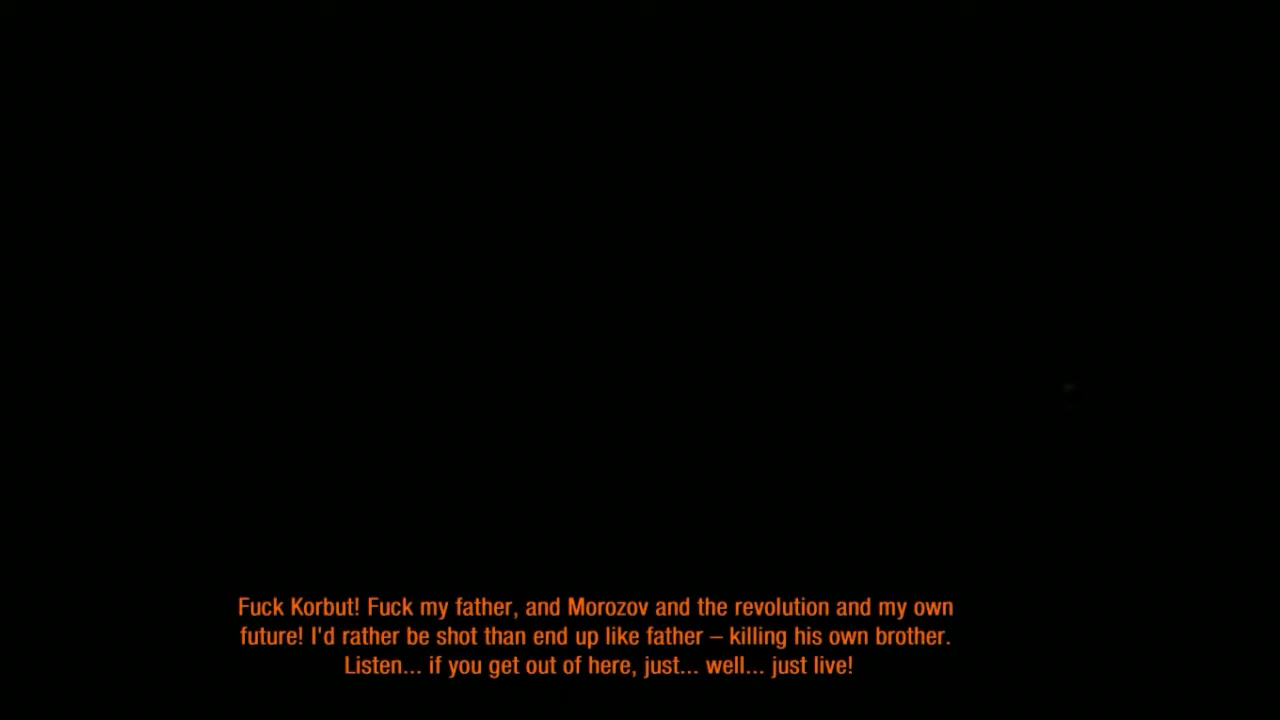 Fuck Korbut! Fuck my father, and Morozov and the revolution and my own
future! I'd rather be shot than end up like father – killing his own brother.
Listen... if you get out of here, just... well... just live!